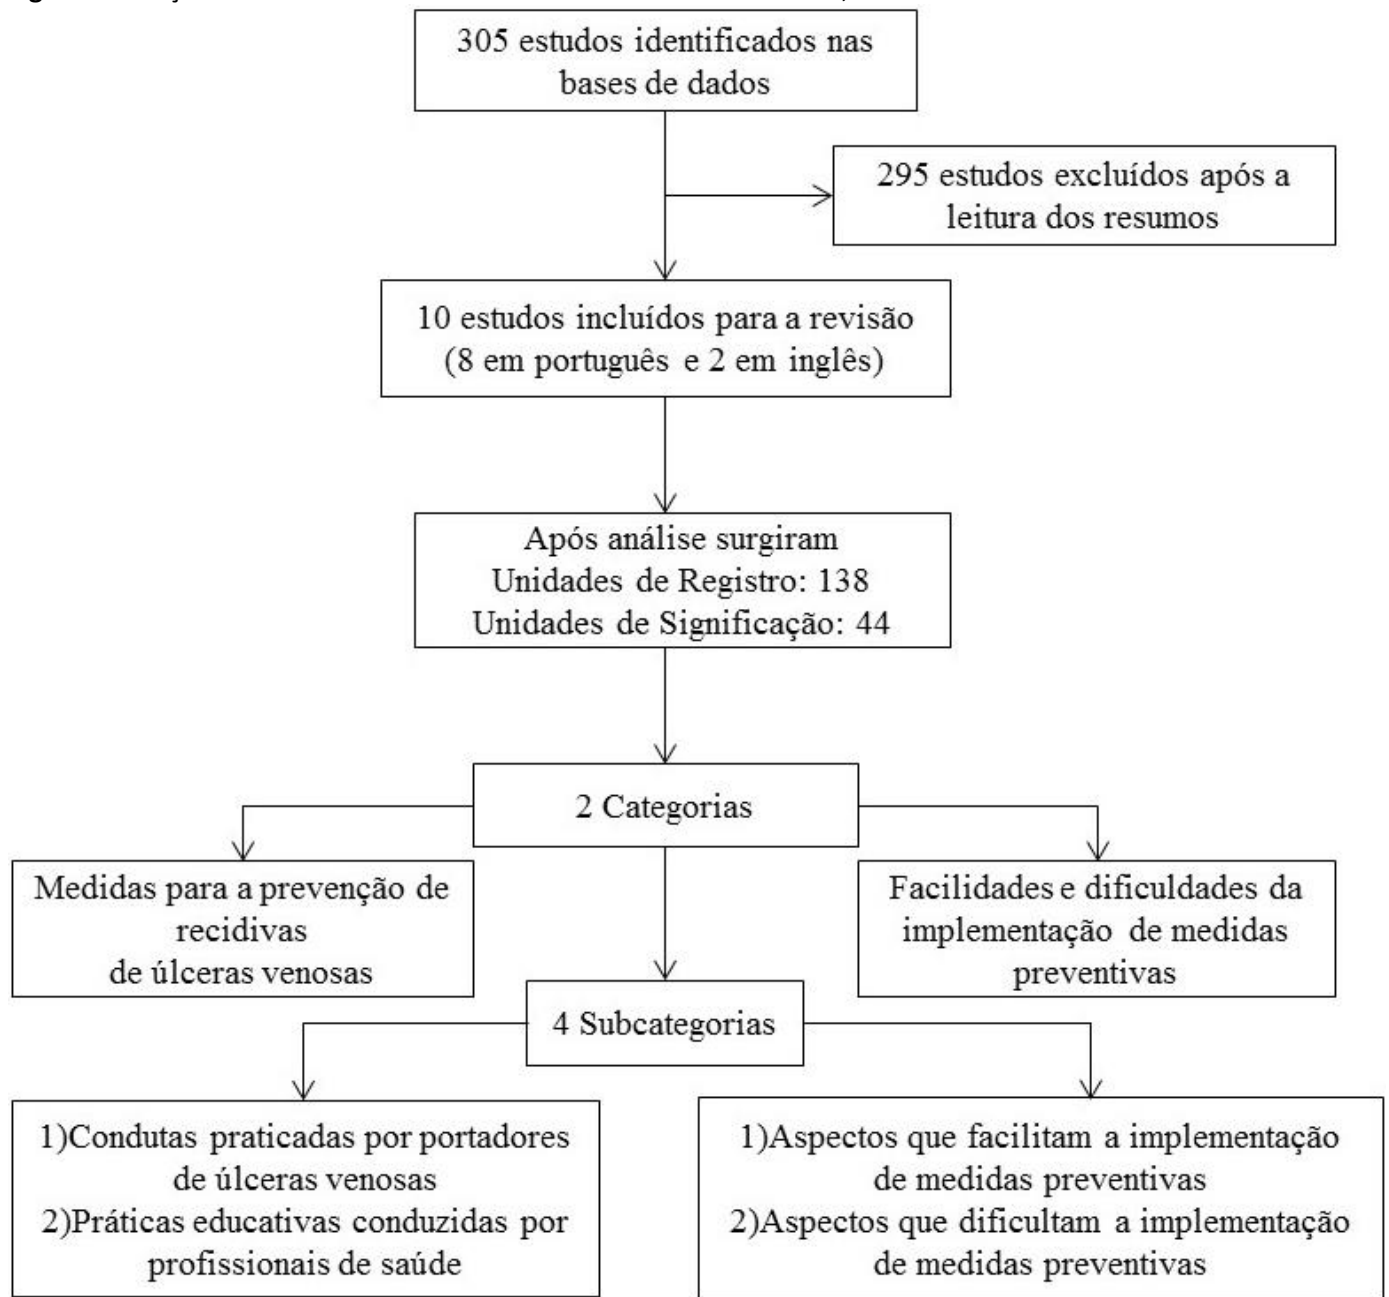 305 estudos identificados nas
bases de dados
295 estudos excluídos após a
leitura dos resumos
10 estudos incluídos para a revisão
(8 em português e 2 em inglês)
Após análise surgiram
Unidades de Registro: 138
Unidades de Significação: 44
2 Categorias
Medidas para a prevenção de
recidivas
de úlceras venosas
Facilidades e dificuldades da
implementação de medidas
preventivas
4 Subcategorias
1)Condutas praticadas por portadores
de úlceras venosas
2)Práticas educativas conduzidas por
profissionais de saúde
1)Aspectos que facilitam a implementação
de medidas preventivas
2)Aspectos que dificultam a implementação
de medidas preventivas